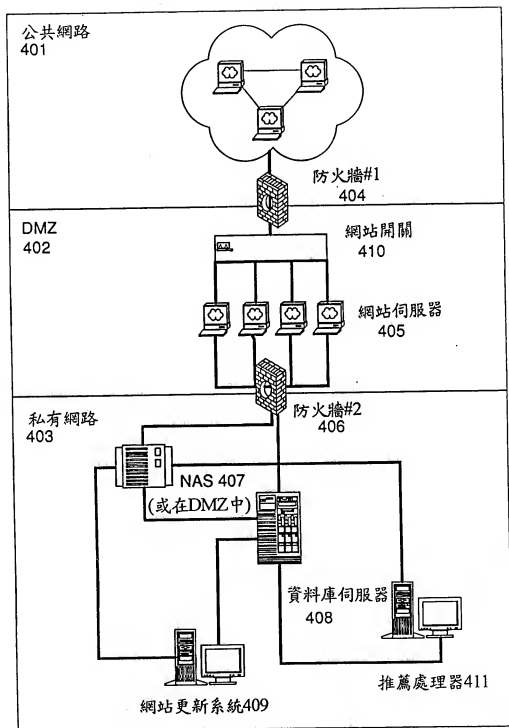 公共網路
401
防火牆#1
404
DMZ
402
網站開關
410
網站伺服器
405
防火牆#2
406
私有網路
403
NAS 407
(或在DMZ中)
資料庫伺服器
408
推薦處理器411
網站更新系統409